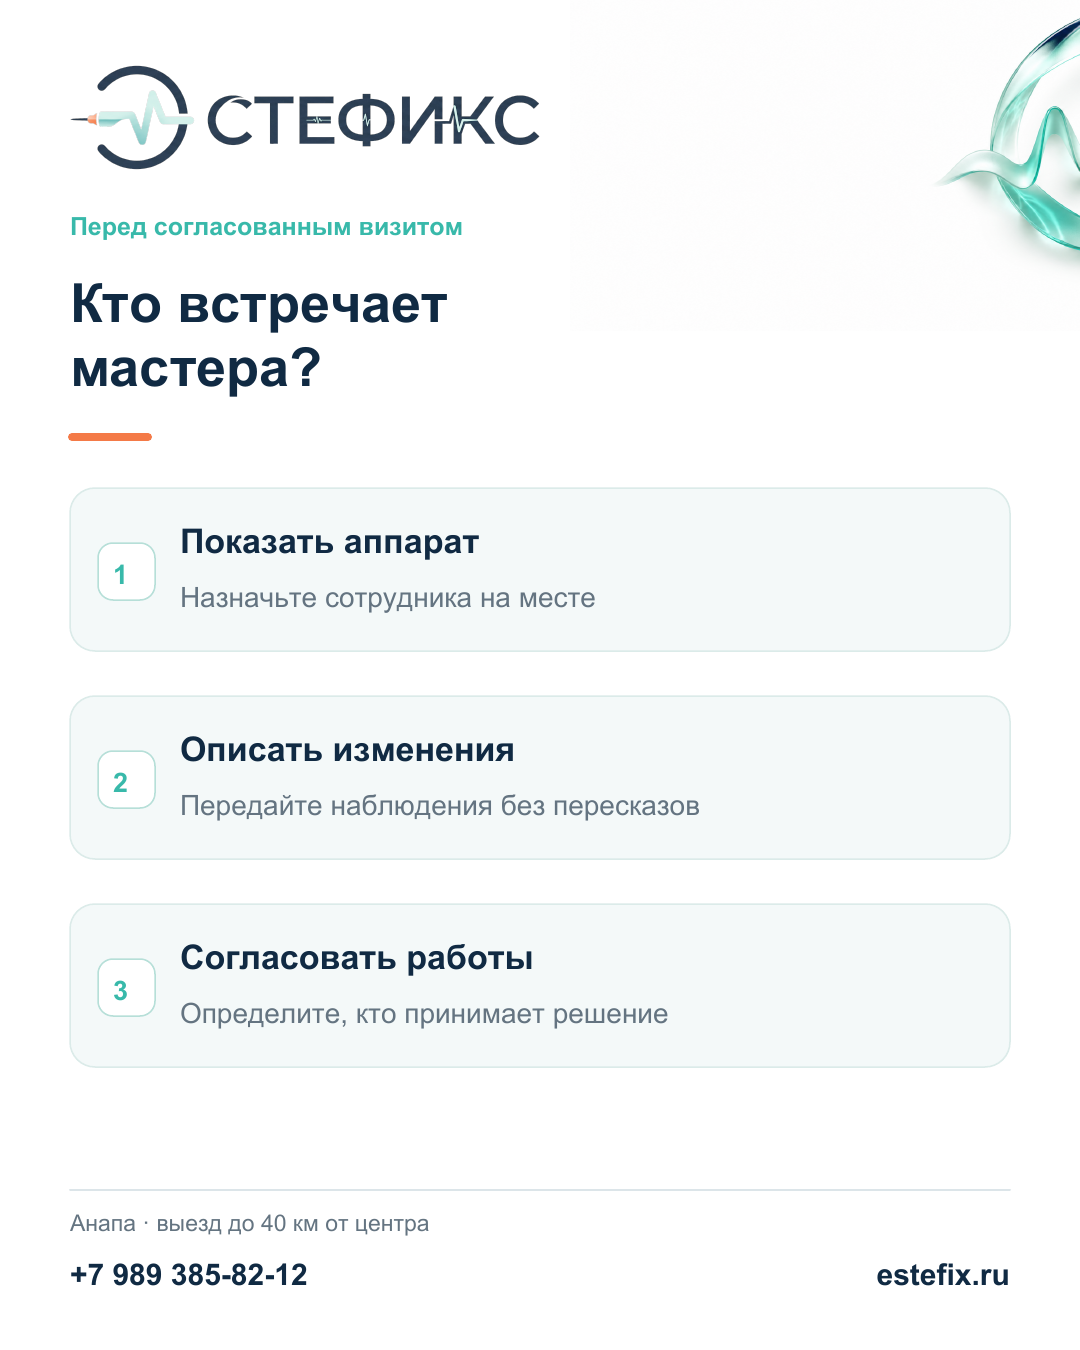 ЭСТЕФИКС
Перед согласованным визитом
Кто встречает
мастера?
1
Показать аппарат
Назначьте сотрудника на месте
2
Описать изменения
Передайте наблюдения без пересказов
3
Согласовать работы
Определите, кто принимает решение
Анапа · выезд до 40 км от центра
+7 989 385-82-12
estefix.ru